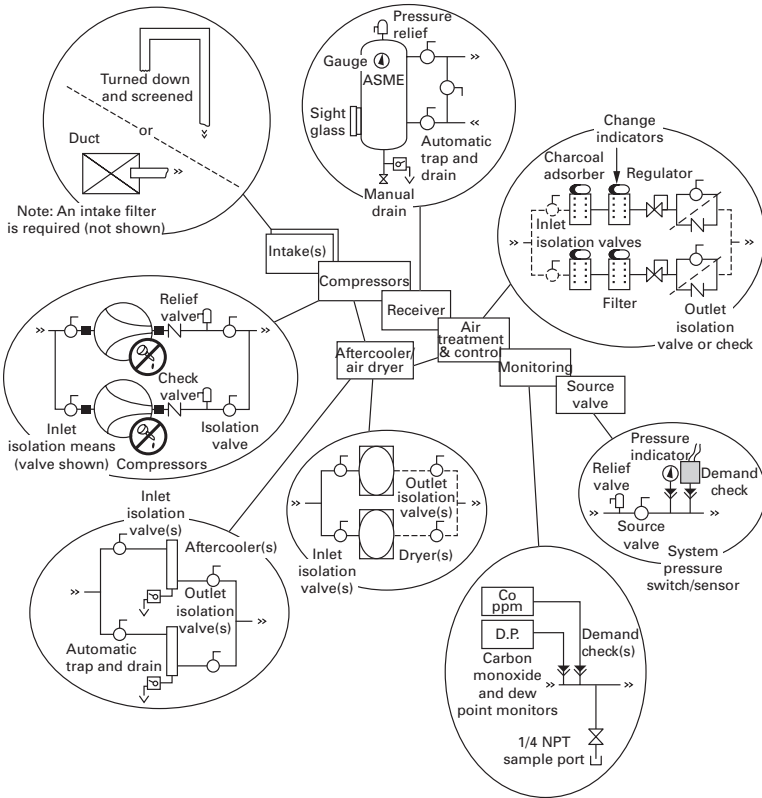 Turned down
and screened
or
Duct
Note: An intake filter
is required (not shown)
Pressure
relief
Gauge
ASME
Sight
glass
Automatic
trap and
drain
Manual
drain
Change
indicators
Charcoal
adsorber
Regulator
Inlet
isolation valves
Filter
Outlet
isolation
valve or check
Intake(s)
Compressors
Receiver
Air
treatment
& control
Aftercooler/
air dryer
Monitoring
Source
valve
Relief
valve
Check
valve
Inlet
isolation means
(valve shown)
Compressors
Isolation
valve
Outlet
isolation
valve(s)
Inlet
isolation
valve(s)
Dryer(s)
Pressure
indicator
Relief
valve
Demand
check
Source
valve
System
pressure
switch/sensor
Inlet
isolation
valve(s)
Aftercooler(s)
Outlet
isolation
valve(s)
Automatic
trap and drain
Co
ppm
D.P.
Demand
check(s)
Carbon
monoxide
and dew
point monitors
1/4 NPT
sample port